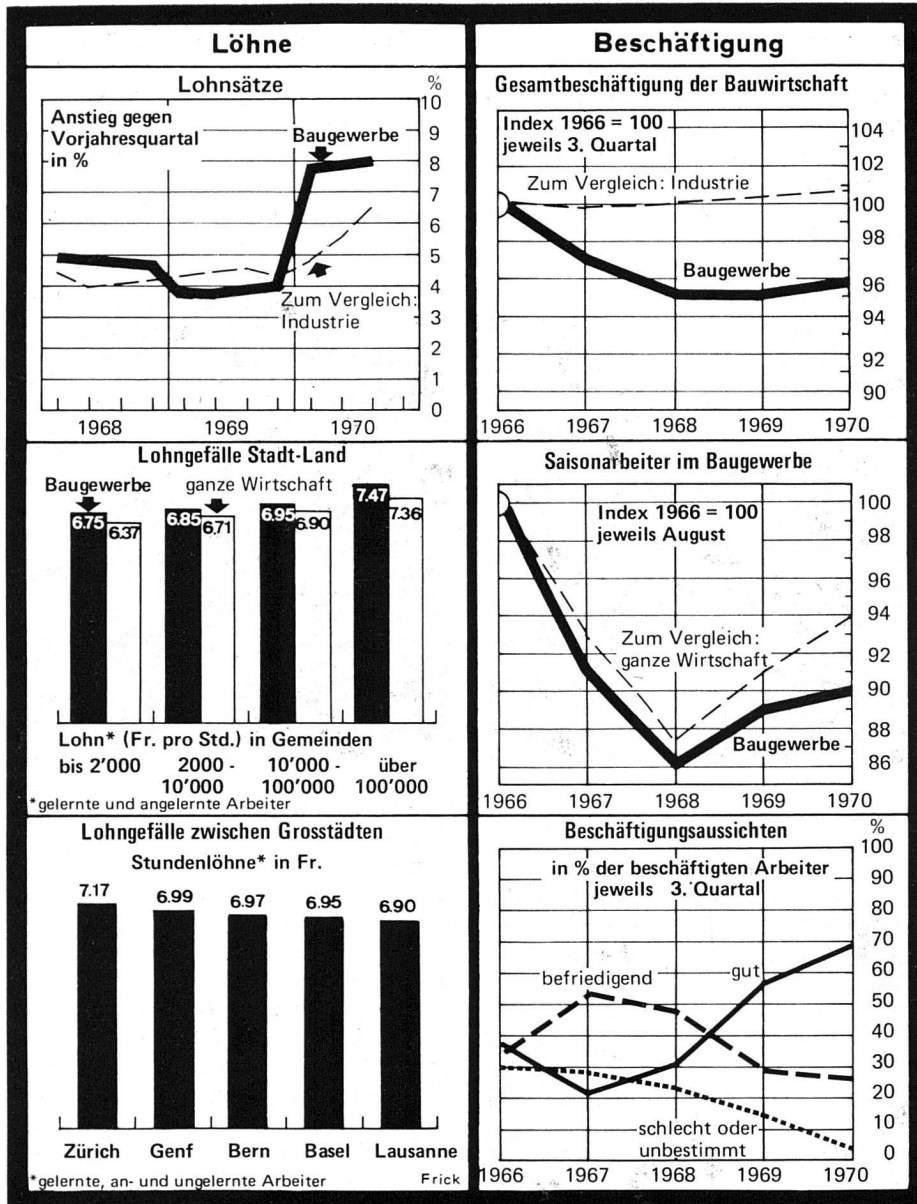 Löhne
Lohnsätze
%
Anstieg gegen
Vorjahresquartal
in %
Baugewerbe
Zum Vergleich:
Industrie
10
9
8
7
6
5
4
3
2
1
0
1968 1969 1970
Lohngefälle Stadt-Land
Baugewerbe ganze Wirtschaft
6.75 6.37 6.85 6.71 6.95 6.90 7.47 7.36
Lohn* (Fr. pro Std.) in Gemeinden
bis 2'000 2000 - 10'000 - über
10'000 100'000 100'000
*gelernte und angelernte Arbeiter
Lohngefälle zwischen Grosstädten
Stundenlöhne* in Fr.
7.17 6.99 6.97 6.95 6.90
Zürich Genf Bern Basel Lausanne
*gelernte, an- und ungelernte Arbeiter Frick
Beschäftigung
Gesamtbeschäftigung der Bauwirtschaft
Index 1966 = 100
jeweils 3. Quartal
Zum Vergleich: Industrie
Baugewerbe
104
102
100
98
96
94
92
90
1966 1967 1968 1969 1970
Saisonarbeiter im Baugewerbe
Index 1966 = 100
jeweils August
Zum Vergleich:
ganze Wirtschaft
Baugewerbe
100
98
96
94
92
90
88
86
1966 1967 1968 1969 1970
Beschäftigungsaussichten
%
in % der beschäftigten Arbeiter
jeweils 3. Quartal
befriedigend
gut
schlecht oder
unbestimmt
100
90
80
70
60
50
40
30
20
10
0
1966 1967 1968 1969 1970